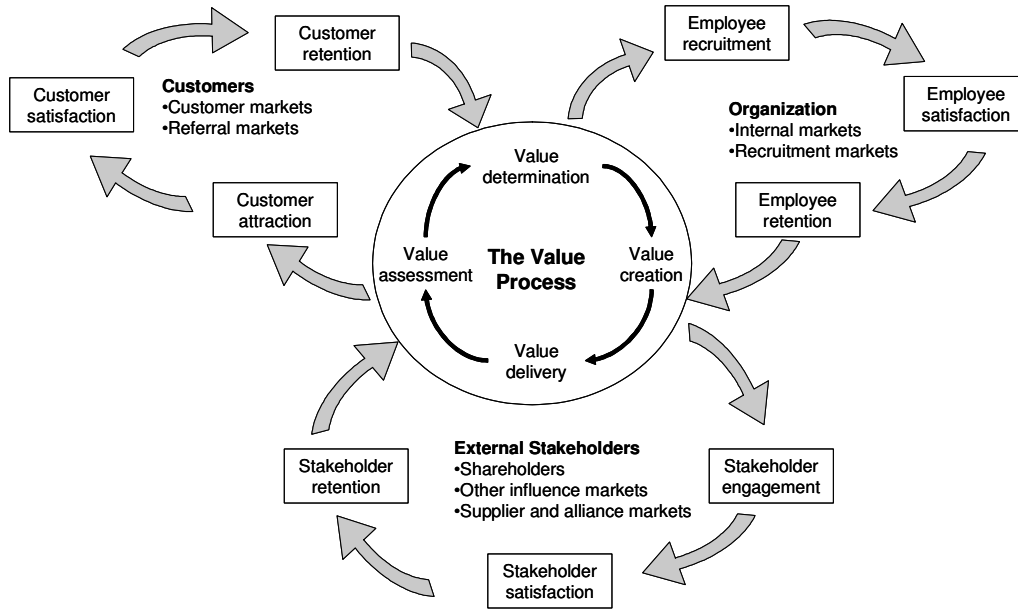 Customer
retention
Employee
recruitment
Customer
satisfaction
Customers
•Customer markets
•Referral markets
Organization
•Internal markets
•Recruitment markets
Employee
satisfaction
Customer
attraction
Employee
retention
Value
determination
Value
assessment
The Value
Process
Value
creation
Value
delivery
Stakeholder
retention
External Stakeholders
•Shareholders
•Other influence markets
•Supplier and alliance markets
Stakeholder
engagement
Stakeholder
satisfaction